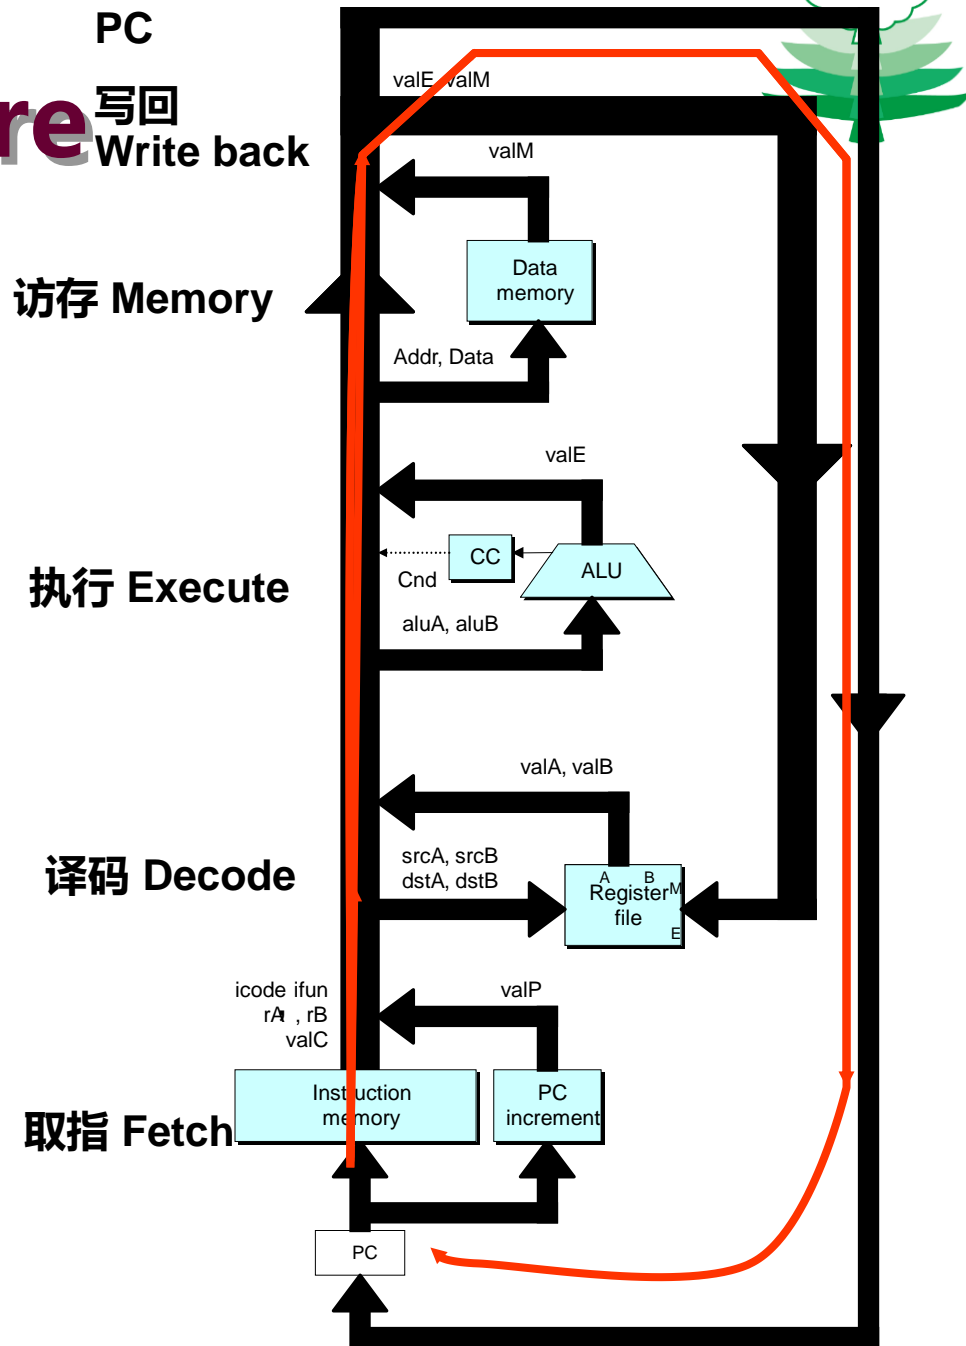 PC
valE, valM
re
写回
Write back
valM
Data
memory
访存 Memory
Addr, Data
valE
CC
ALU
Cnd
执行 Execute
aluA, aluB
valA, valB
srcA, srcB
dstA, dstB
译码 Decode
A B
M
Register
file
E
icode ifun
rA , rB
valC
valP
Instruction
memory
PC
increment
取指 Fetch
PC